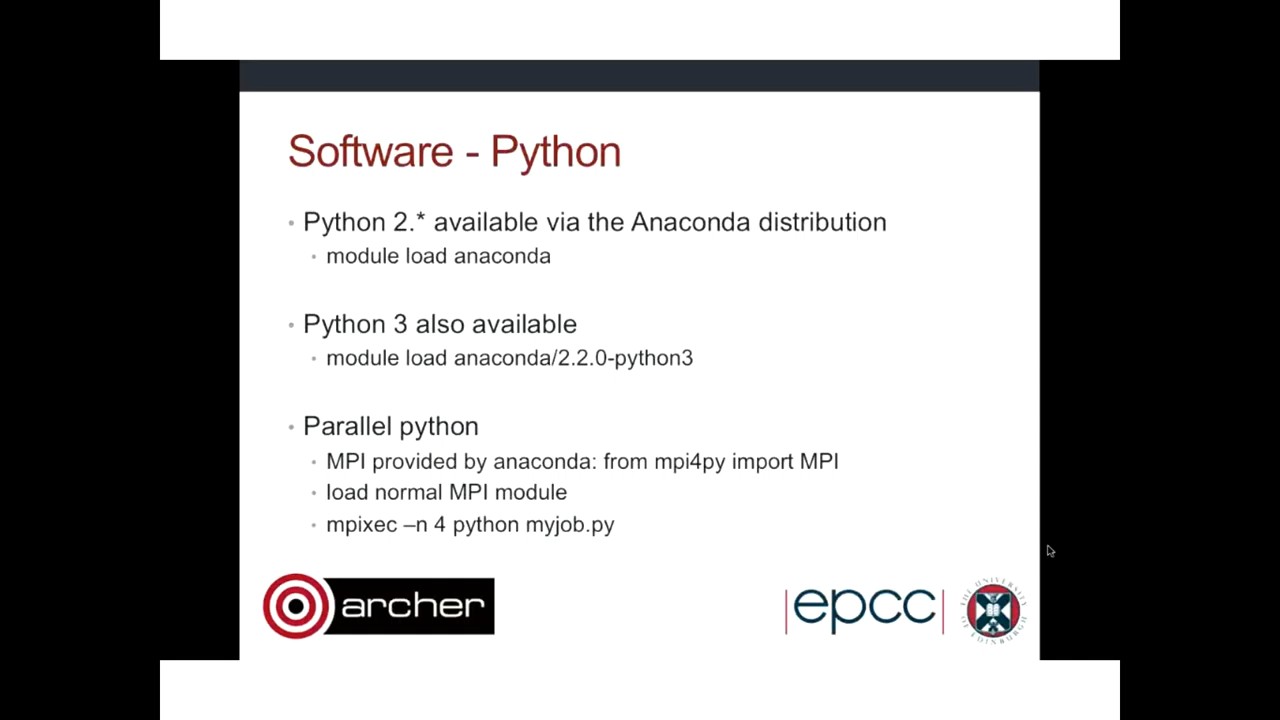 Software - Python
• Python 2.* available via the Anaconda distribution
• module load anaconda
• Python 3 also available
• module load anaconda/2.2.0-python3
• Parallel python
• MPI provided by anaconda: from mpi4py import MPI
• load normal MPI module
• mpixec –n 4 python myjob.py
archer
|epcc|
THE UNIVERSITY OF EDINBURGH